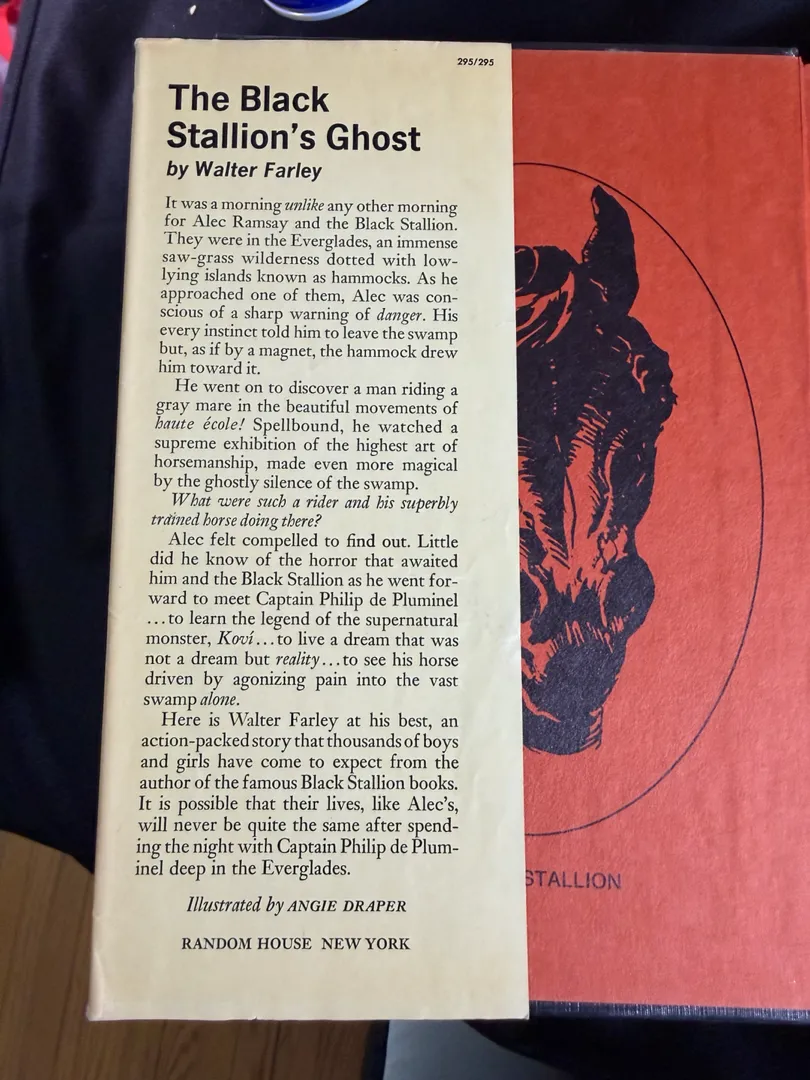 295/295
The Black
Stallion's Ghost
by Walter Farley
It was a morning unlike any other morning
for Alec Ramsay and the Black Stallion.
They were in the Everglades, an immense
saw-grass wilderness dotted with low-
lying islands known as hammocks. As he
approached one of them, Alec was con-
scious of a sharp warning of danger. His
every instinct told him to leave the swamp
but, as if by a magnet, the hammock drew
him toward it.
He went on to discover a man riding a
gray mare in the beautiful movements of
haute école! Spellbound, he watched a
supreme exhibition of the highest art of
horsemanship, made even more magical
by the ghostly silence of the swamp.
What were such a rider and his superbly
trained horse doing there?
Alec felt compelled to find out. Little
did he know of the horror that awaited
him and the Black Stallion as he went for-
ward to meet Captain Philip de Pluminel
...to learn the legend of the supernatural
monster, Koví...to live a dream that was
not a dream but reality...to see his horse
driven by agonizing pain into the vast
swamp alone.
Here is Walter Farley at his best, an
action-packed story that thousands of boys
and girls have come to expect from the
author of the famous Black Stallion books.
It is possible that their lives, like Alec's,
will never be quite the same after spend-
ing the night with Captain Philip de Plum-
inel deep in the Everglades.
Illustrated by ANGIE DRAPER
RANDOM HOUSE NEW YORK
STALLION